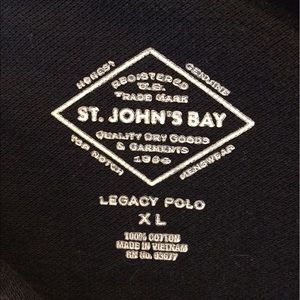 HONEST GENUINE
REGISTERED
U.S.
TRADE MARK
ST. JOHN'S BAY
QUALITY DRY GOODS
& GARMENTS
TOP NOTCH MENSWEAR
LEGACY POLO
XL
100% COTTON
MADE IN VIETNAM
RN No. 93677